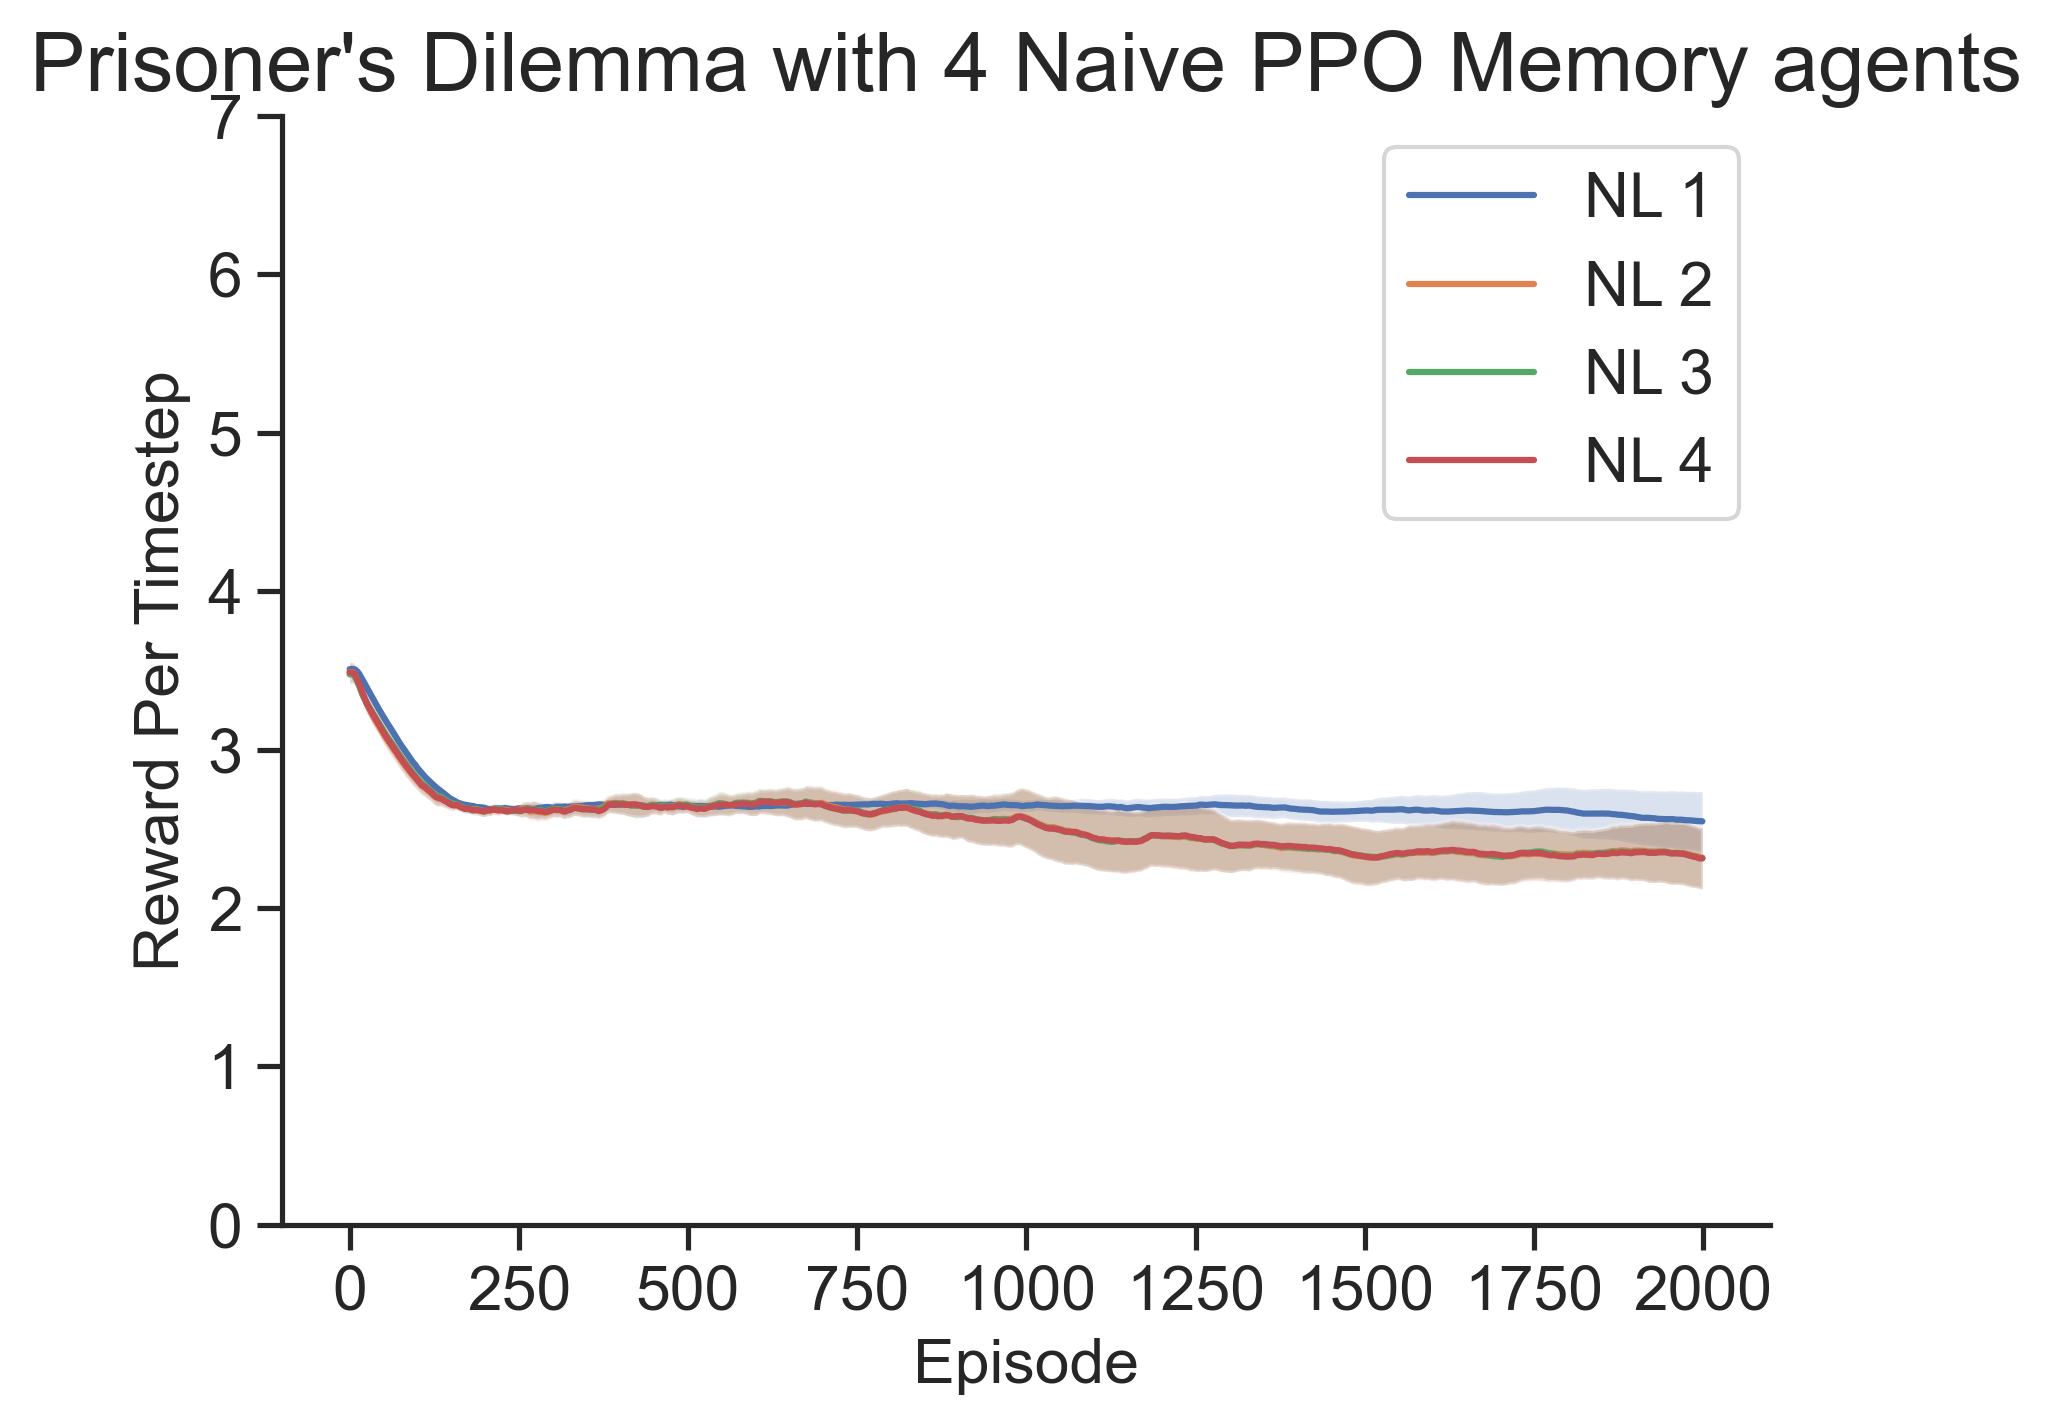 Prisoner's Dilemma with 4 Naive PPO Memory agents
7
6
5
4
3
2
1
0
Reward Per Timestep
NL 1
NL 2
NL 3
NL 4
0 250 500 750 1000 1250 1500 1750 2000
Episode